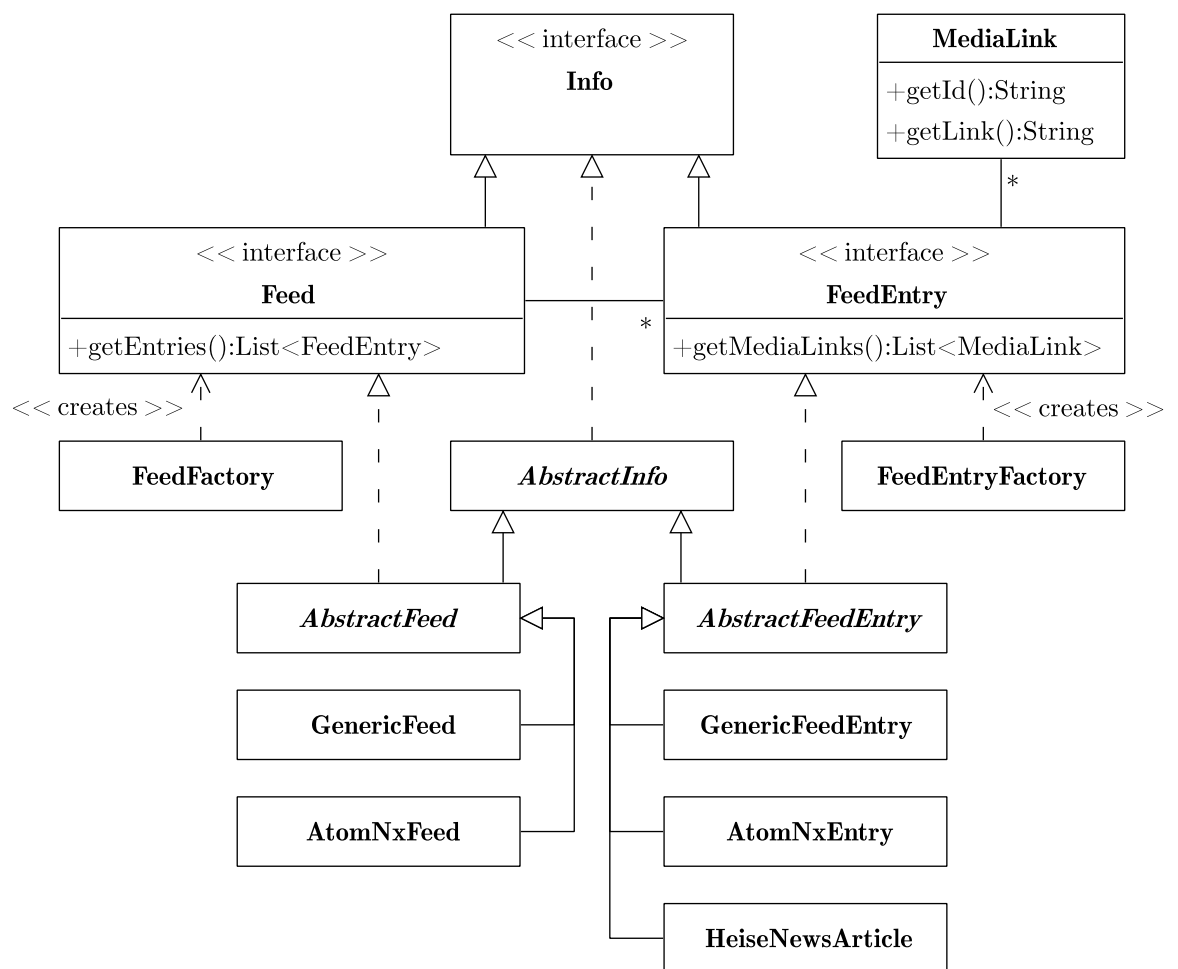 << interface >>
Info
MediaLink
+getId():String
+getLink():String
*
<< interface >>
Feed
+getEntries():List<FeedEntry>
*
<< interface >>
FeedEntry
+getMediaLinks():List<MediaLink>
<< creates >>
<< creates >>
FeedFactory
AbstractInfo
FeedEntryFactory
AbstractFeed
AbstractFeedEntry
GenericFeed
GenericFeedEntry
AtomNxFeed
AtomNxEntry
HeiseNewsArticle